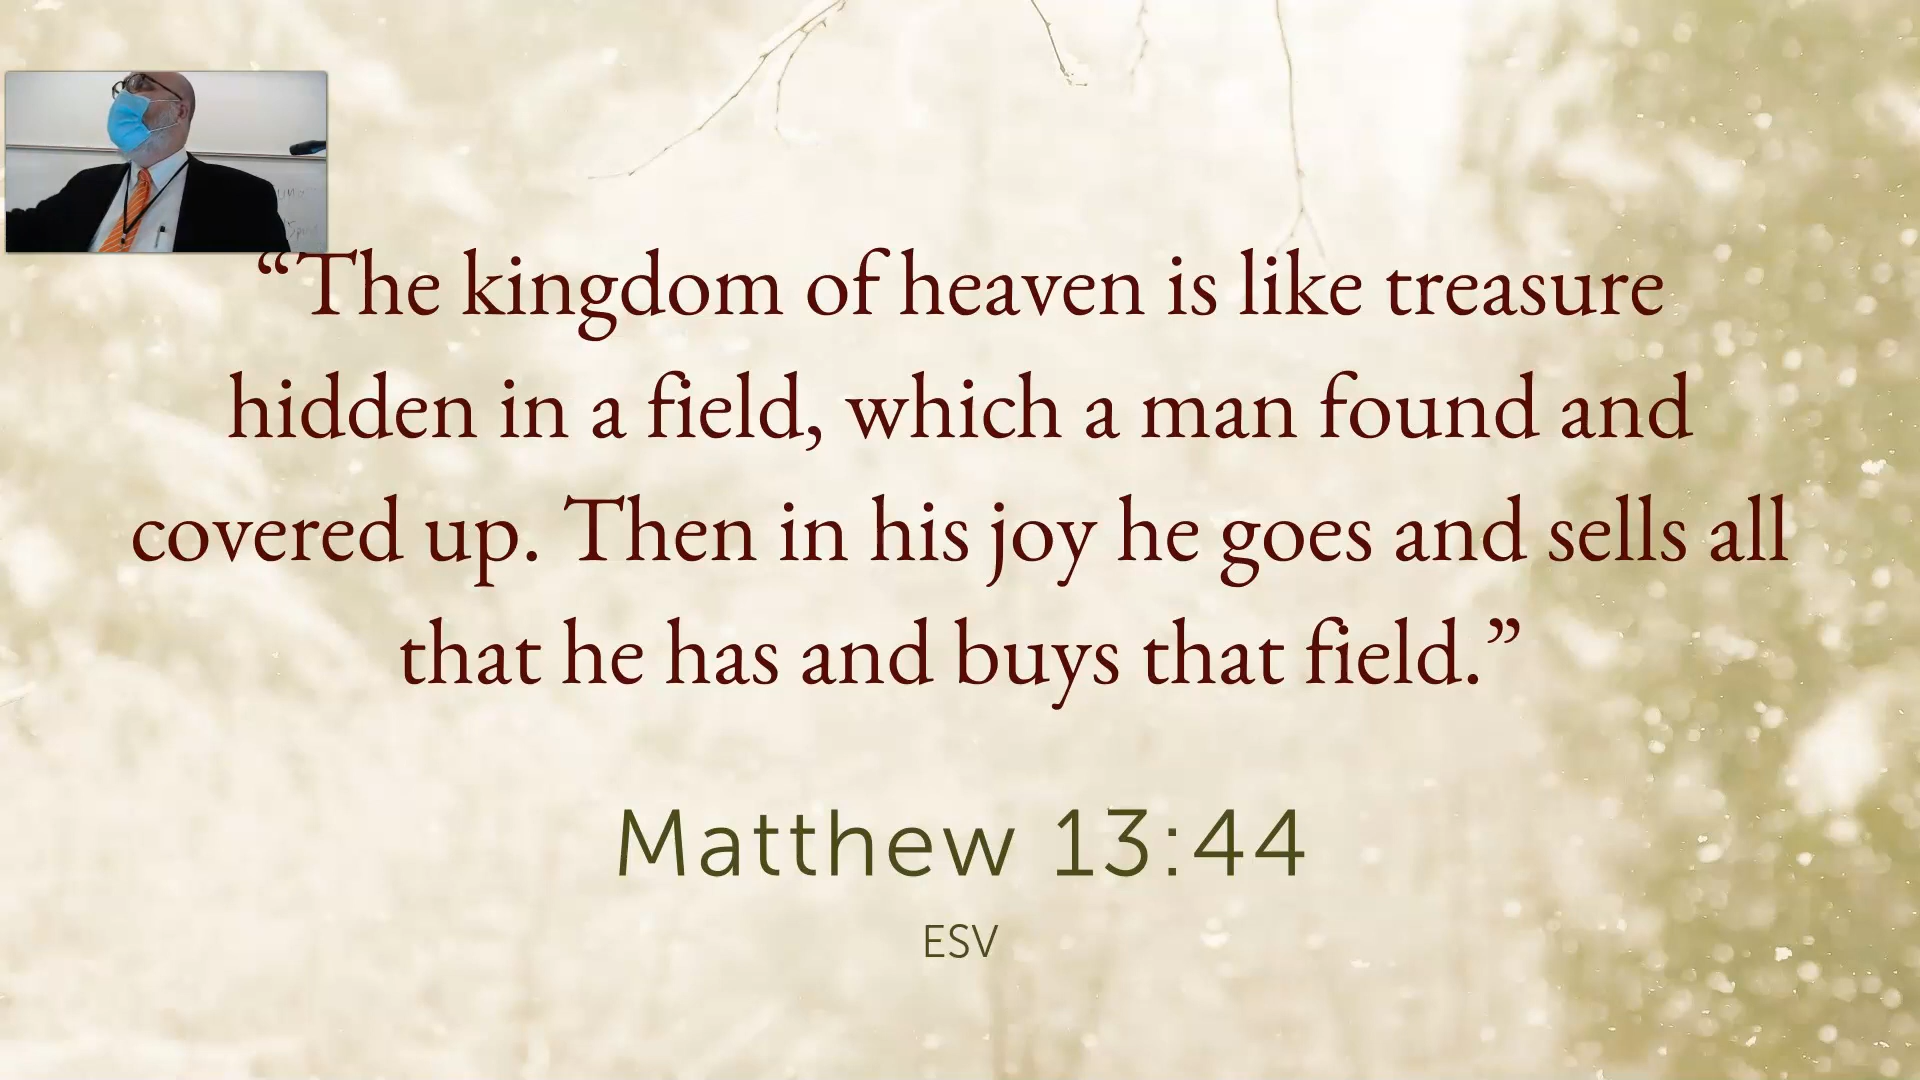 “The kingdom of heaven is like treasure
hidden in a field, which a man found and
covered up. Then in his joy he goes and sells all
that he has and buys that field.”
Matthew 13:44
ESV